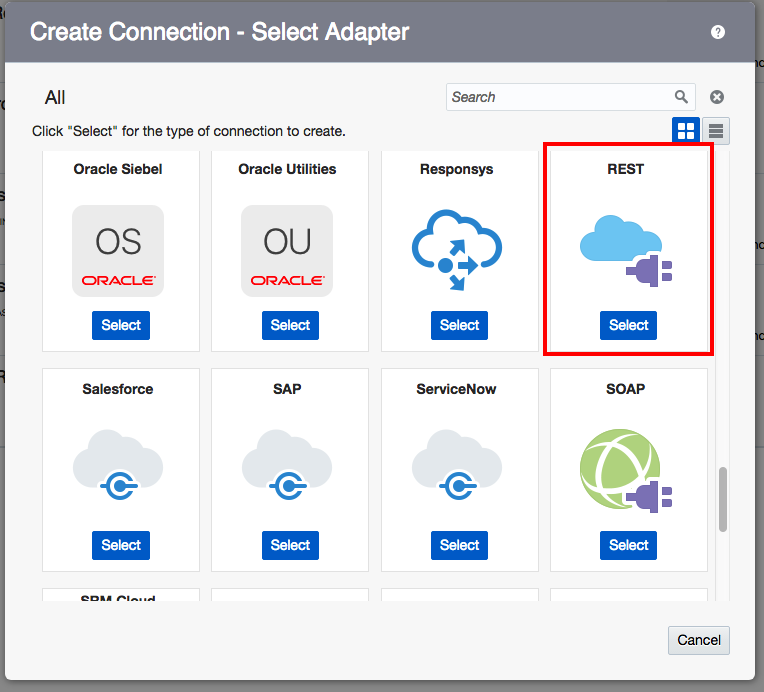 Create Connection - Select Adapter
?
All
Search
Click "Select" for the type of connection to create.
Oracle Siebel
Oracle Utilities
Responsys
REST
OS
ORACLE'
OU
ORACLE'
Select
Select
Select
Select
Salesforce
SAP
ServiceNow
SOAP
Select
Select
Select
Select
SRM Cloud
Cancel